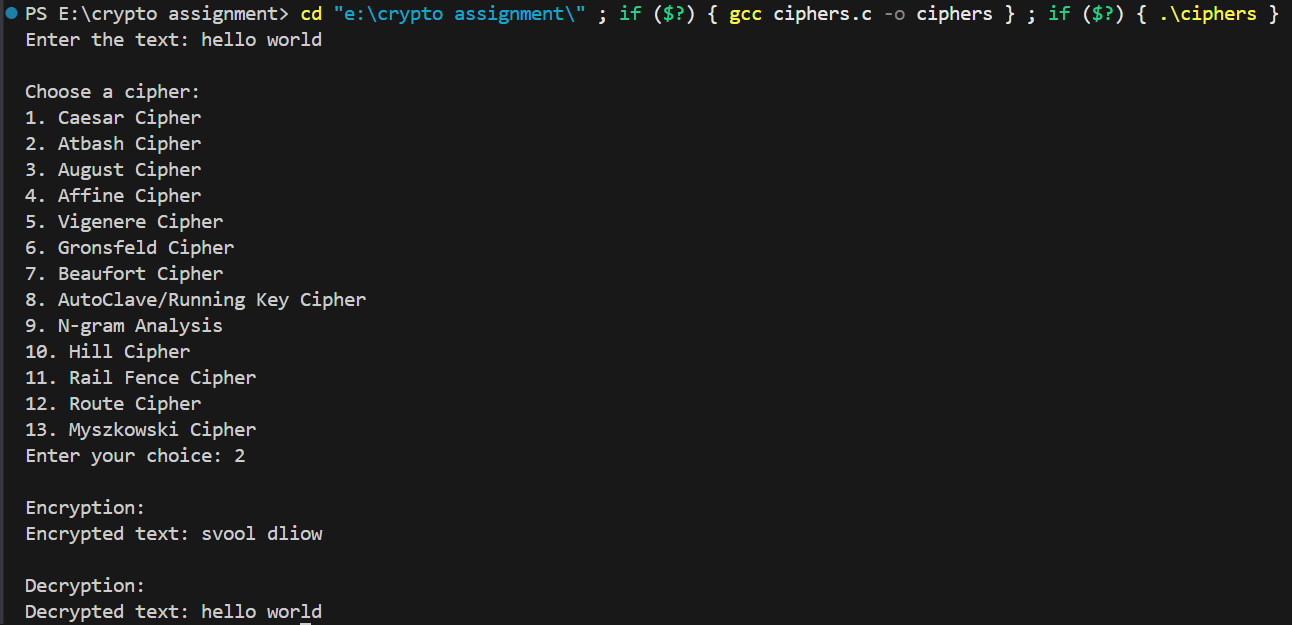 PS E:\crypto assignment> cd "e:\crypto assignment\" ; if ($?) { gcc ciphers.c -o ciphers } ; if ($?) { .\ciphers }
Enter the text: hello world
Choose a cipher:
1. Caesar Cipher
2. Atbash Cipher
3. August Cipher
4. Affine Cipher
5. Vigenere Cipher
6. Gronsfeld Cipher
7. Beaufort Cipher
8. AutoClave/Running Key Cipher
9. N-gram Analysis
10. Hill Cipher
11. Rail Fence Cipher
12. Route Cipher
13. Myszkowski Cipher
Enter your choice: 2
Encryption:
Encrypted text: svool dliow
Decryption:
Decrypted text: hello world